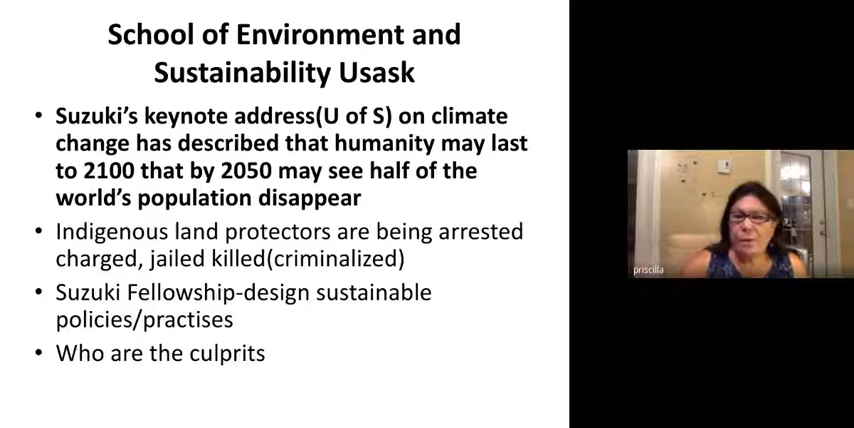 School of Environment and
Sustainability Usask
• Suzuki's keynote address(U of S) on climate
change has described that humanity may last
to 2100 that by 2050 may see half of the
world's population disappear
• Indigenous land protectors are being arrested
charged, jailed killed(criminalized)
• Suzuki Fellowship-design sustainable
policies/practises
• Who are the culprits
priscilla